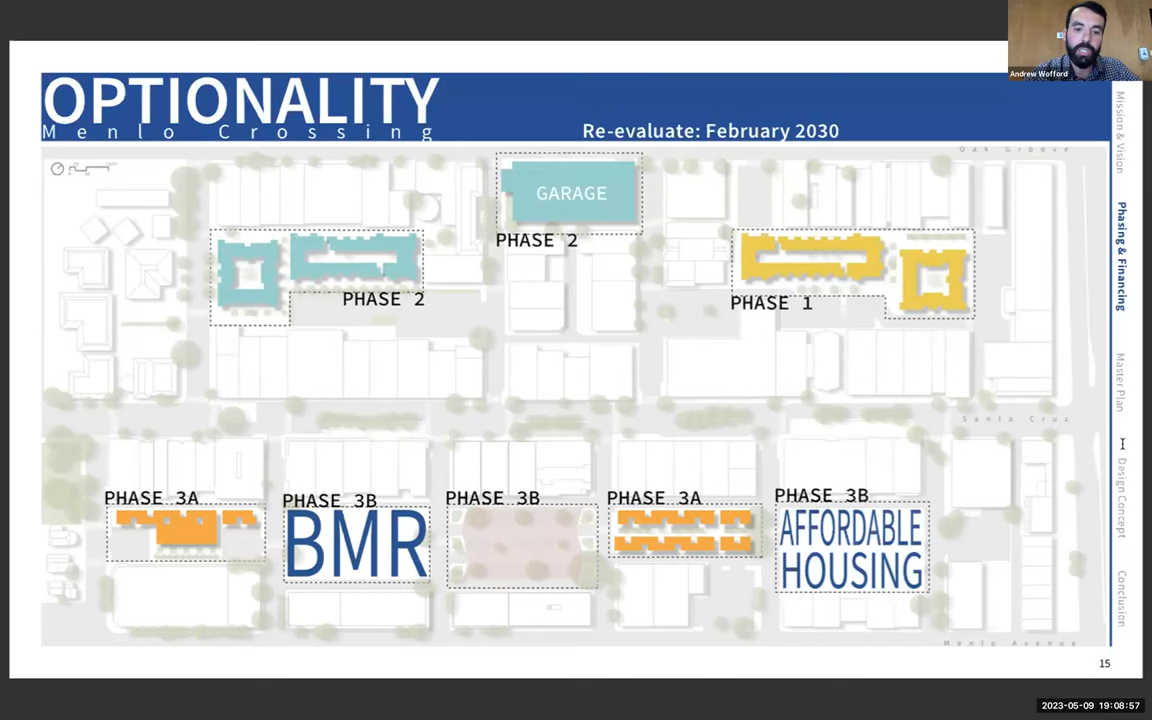 Andrew Wofford
OPTIONALITY
Menlo Crossing
Re-evaluate: February 2030
Oak Groove
GARAGE
PHASE 2
PHASE 2
PHASE 1
Santa Cruz
PHASE 3A
PHASE 3B
PHASE 3B
PHASE 3A
PHASE 3B
BMR
AFFORDABLE
HOUSING
Menlo Avenue
Mission & Vision
Phasing & Financing
Master Plan
Design Concept
Conclusion
15
2023-05-09 19:08:57